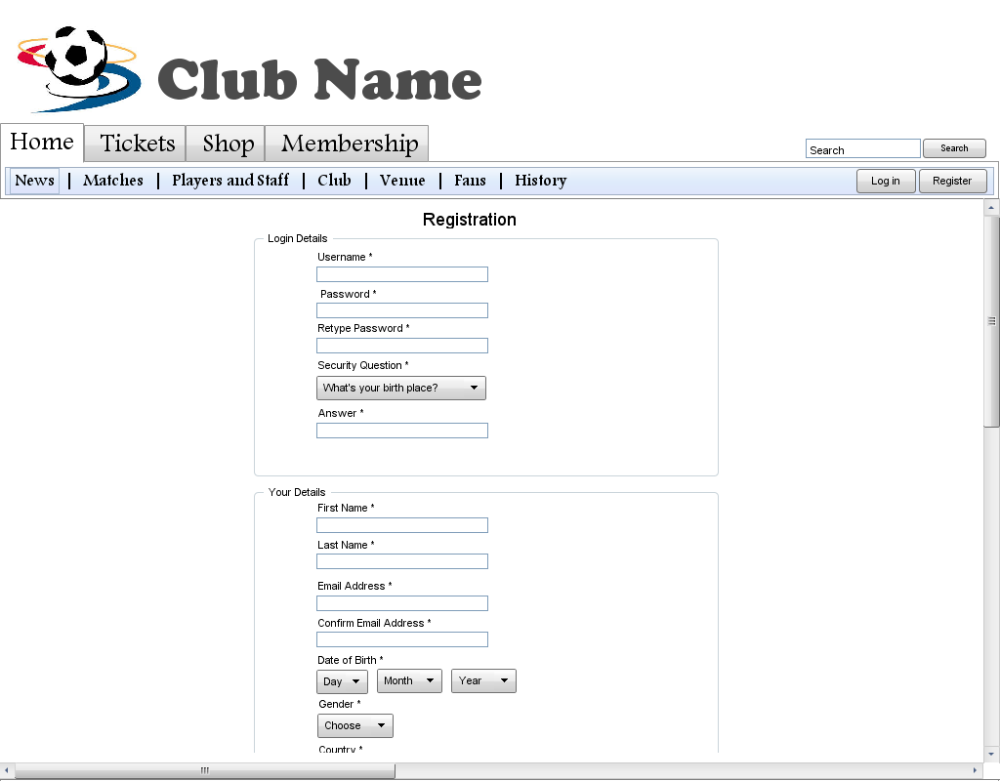 Club Name
Home Tickets Shop Membership
Search Search
News | Matches | Players and Staff | Club | Venue | Fans | History Log in Register
Registration
Login Details
Username *
Password *
Retype Password *
Security Question *
What's your birth place?
Answer *
Your Details
First Name *
Last Name *
Email Address *
Confirm Email Address *
Date of Birth *
Day Month Year
Gender *
Choose
Country *